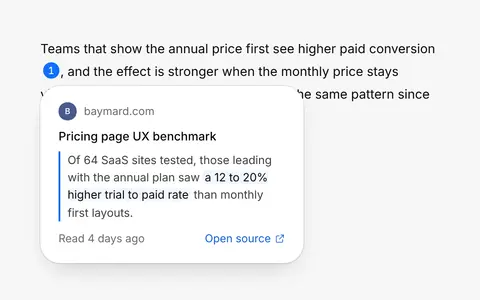 Teams that show the annual price first see higher paid conversion
1, and the effect is stronger when the monthly price stays
he same pattern since
B baymard.com
Pricing page UX benchmark
Of 64 SaaS sites tested, those leading
with the annual plan saw a 12 to 20%
higher trial to paid rate than monthly
first layouts.
Read 4 days ago Open source